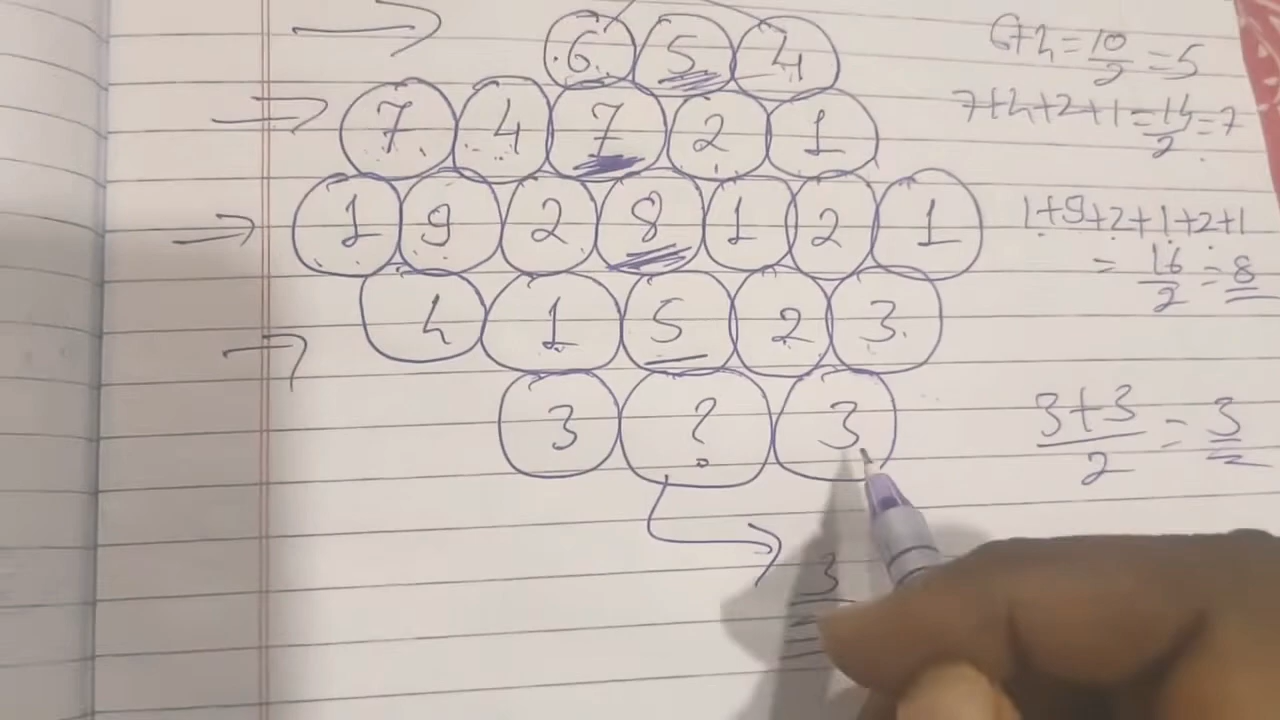 6 5 4
6+4=10/2=5
7 4 7 2 1
7+4+2+1=14/2=7
1 9 2 8 1 2 1
1+9+2+1+2+1
= 16/2 = 8
4 1 5 2 3
3 ? 3
3+3/2 = 3
3